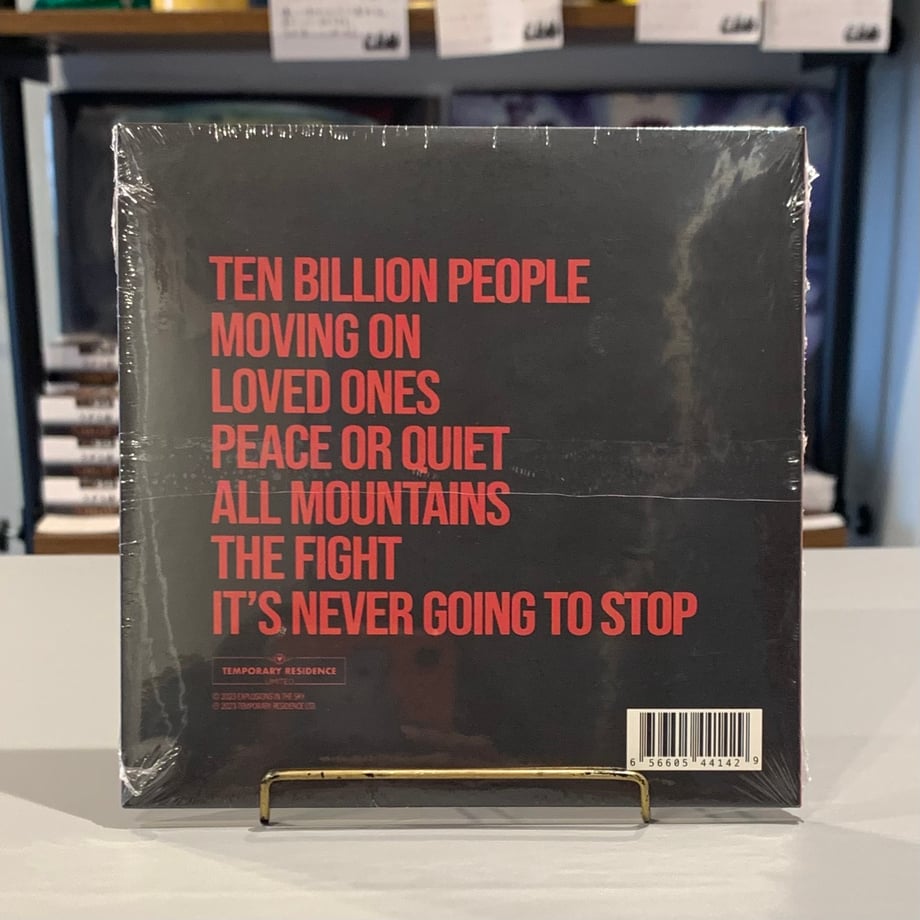 TEN BILLION PEOPLE
MOVING ON
LOVED ONES
PEACE OR QUIET
ALL MOUNTAINS
THE FIGHT
IT'S NEVER GOING TO STOP
TEMPORARY RESIDENCE
LIMITED
© 2023 EXPLOSIONS IN THE SKY
℗ 2023 TEMPORARY RESIDENCE LTD.
6 56605 44142 9